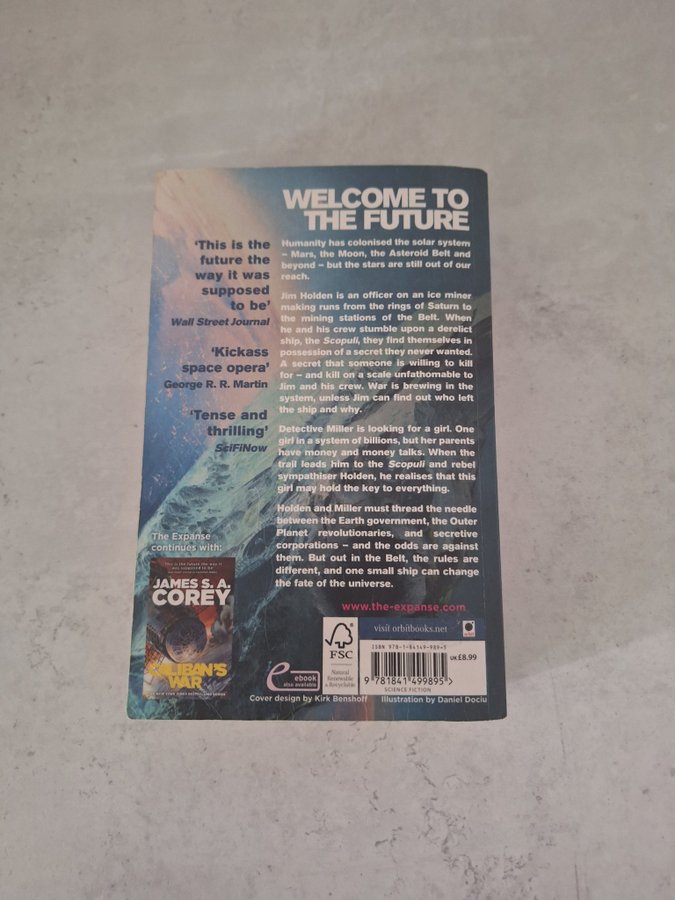 WELCOME TO
THE FUTURE
'This is the
future the
way it was
supposed
to be'
Wall Street Journal
'Kickass
space opera'
George R. R. Martin
'Tense and
thrilling'
SciFiNow
Humanity has colonised the solar system
– Mars, the Moon, the Asteroid Belt and
beyond – but the stars are still out of our
reach.
Jim Holden is an officer on an ice miner
making runs from the rings of Saturn to
the mining stations of the Belt. When
he and his crew stumble upon a derelict
ship, the Scopuli, they find themselves in
possession of a secret they never wanted.
A secret that someone is willing to kill
for – and kill on a scale unfathomable to
Jim and his crew. War is brewing in the
system, unless Jim can find out who left
the ship and why.
Detective Miller is looking for a girl. One
girl in a system of billions, but her parents
have money and money talks. When the
trail leads him to the Scopuli and rebel
sympathiser Holden, he realises that this
girl may hold the key to everything.
Holden and Miller must thread the needle
between the Earth government, the Outer
Planet revolutionaries, and secretive
corporations – and the odds are against
them. But out in the Belt, the rules are
different, and one small ship can change
the fate of the universe.
The Expanse
continues with:
JAMES S. A.
COREY
CALIBAN'S
WAR
www.the-expanse.com
visit orbitbooks.net
FSC
Natural
Renewable
& Recyclable
ebook
also available
ISBN 978-1-84149-989-5
UK £8.99
9 781841 499895 >
SCIENCE FICTION
Cover design by Kirk Benshoff
Illustration by Daniel Dociu